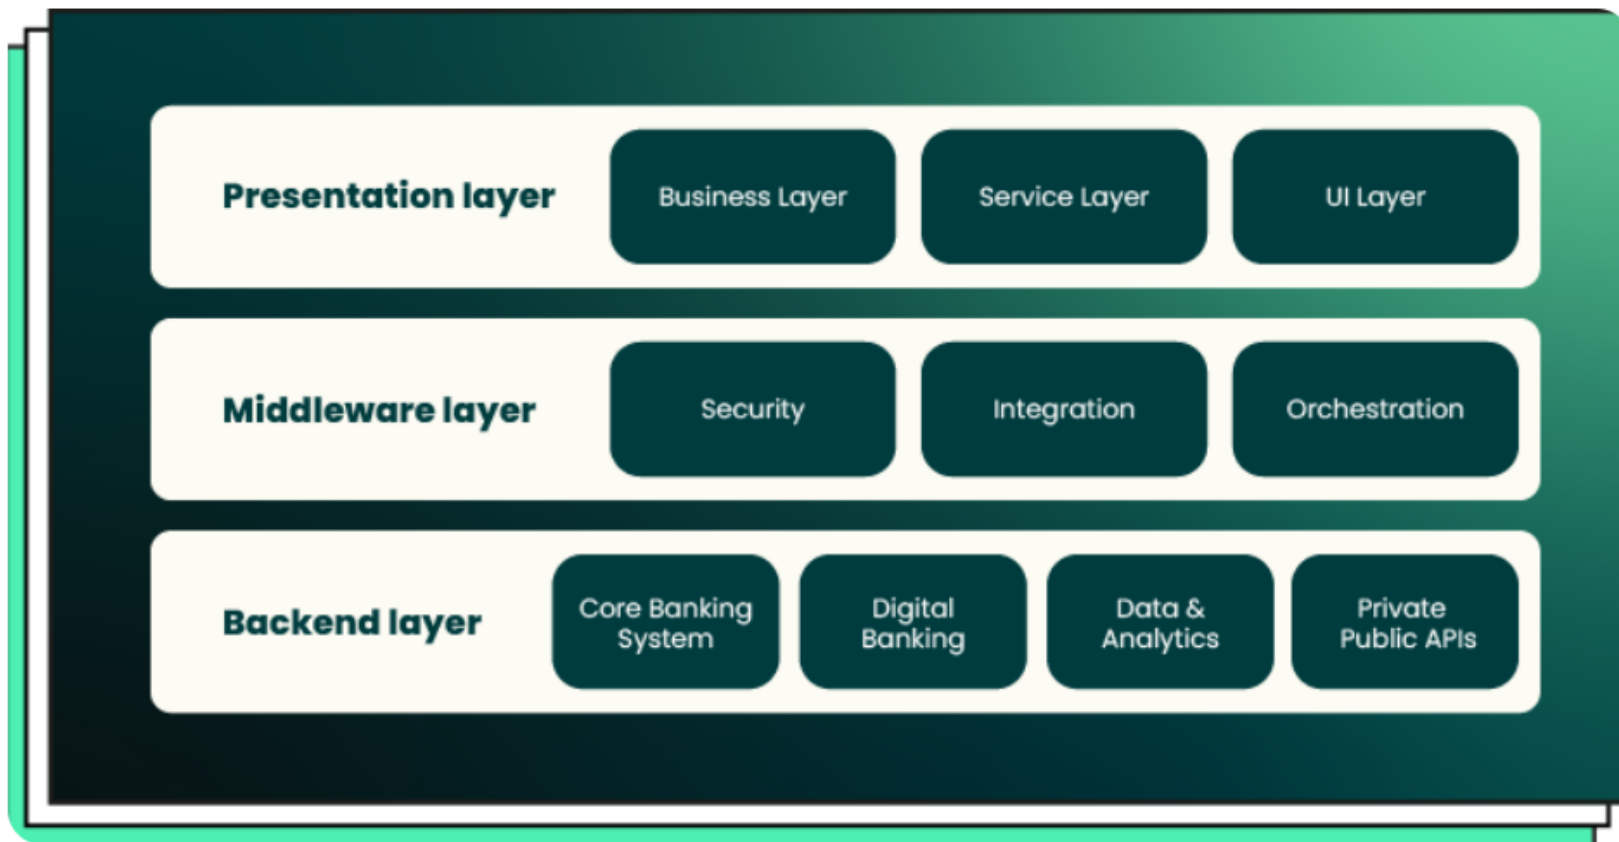 Presentation layer
Business Layer
Service Layer
UI Layer
Middleware layer
Security
Integration
Orchestration
Backend layer
Core Banking
System
Digital
Banking
Data &
Analytics
Private
Public APIs